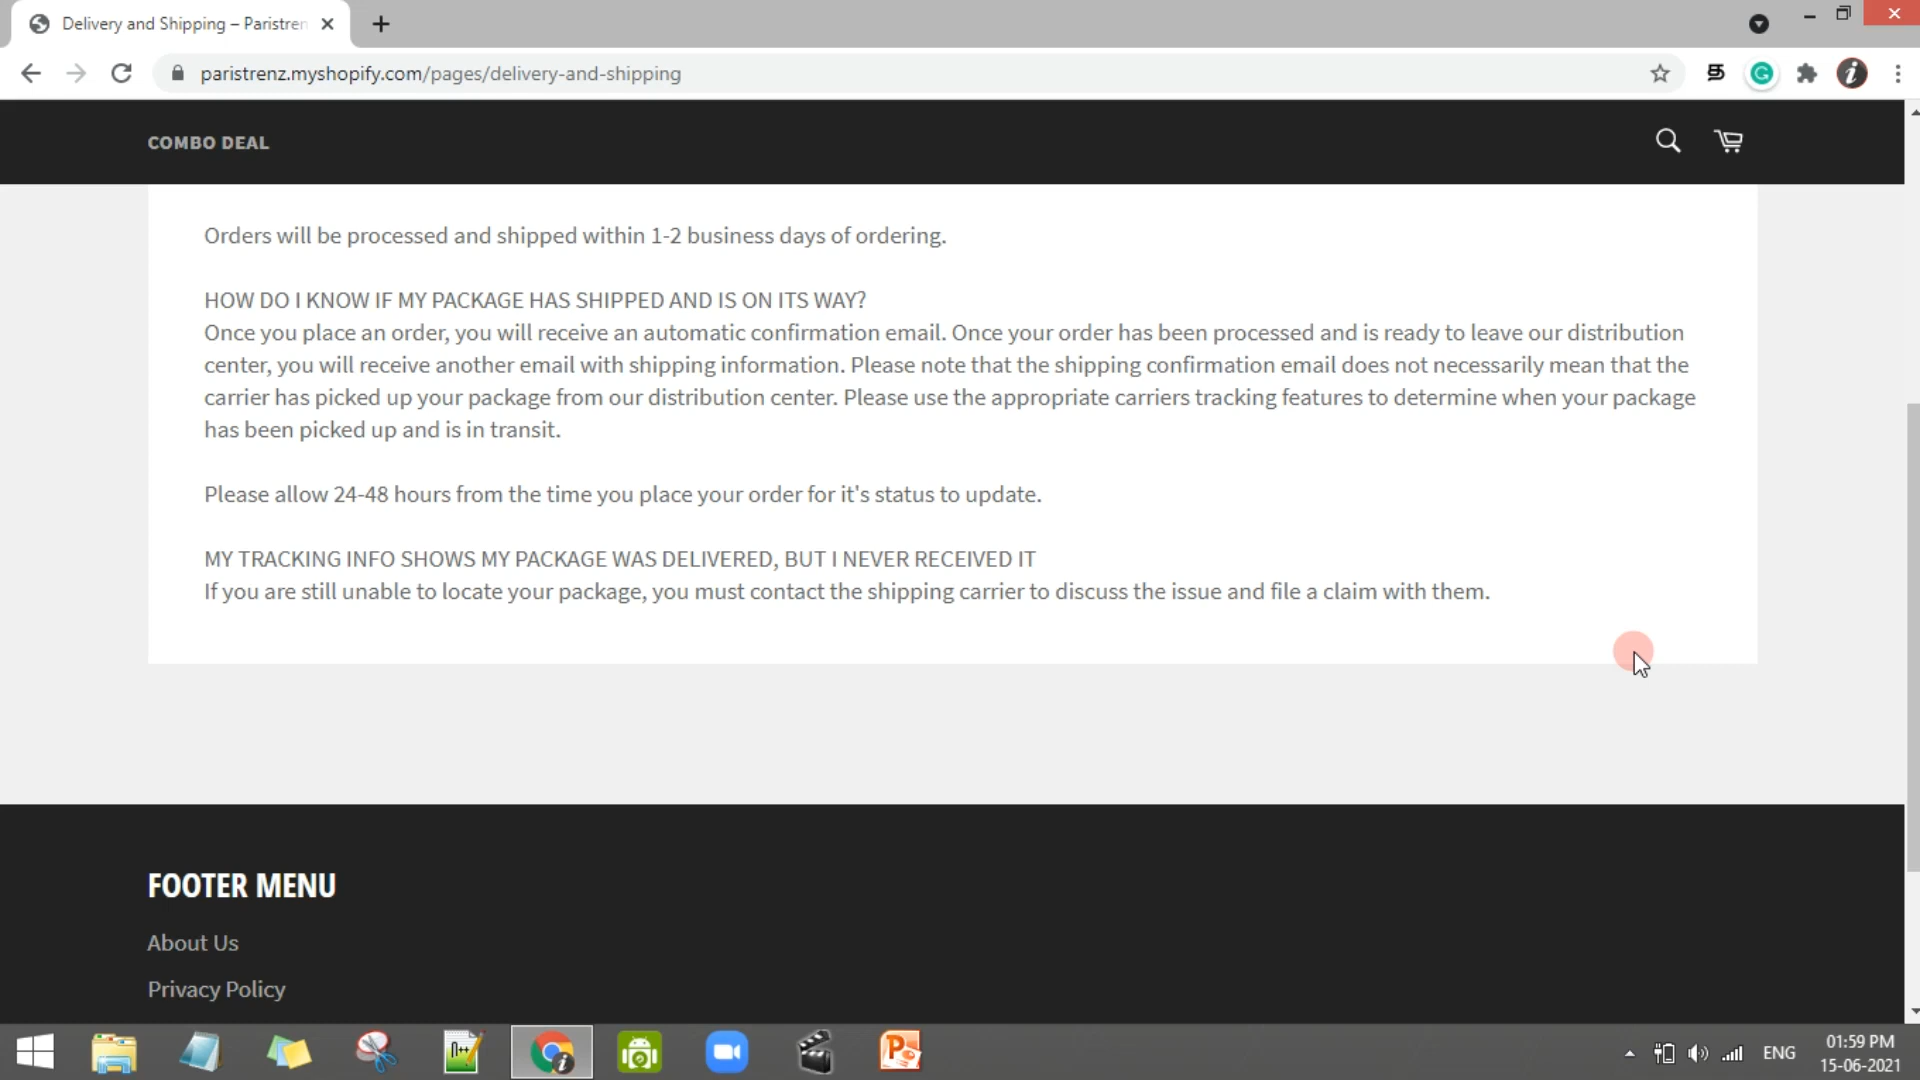 Delivery and Shipping – Paristren
paristrenz.myshopify.com/pages/delivery-and-shipping
COMBO DEAL
Orders will be processed and shipped within 1-2 business days of ordering.
HOW DO I KNOW IF MY PACKAGE HAS SHIPPED AND IS ON ITS WAY?
Once you place an order, you will receive an automatic confirmation email. Once your order has been processed and is ready to leave our distribution
center, you will receive another email with shipping information. Please note that the shipping confirmation email does not necessarily mean that the
carrier has picked up your package from our distribution center. Please use the appropriate carriers tracking features to determine when your package
has been picked up and is in transit.
Please allow 24-48 hours from the time you place your order for it's status to update.
MY TRACKING INFO SHOWS MY PACKAGE WAS DELIVERED, BUT I NEVER RECEIVED IT
If you are still unable to locate your package, you must contact the shipping carrier to discuss the issue and file a claim with them.
FOOTER MENU
About Us
Privacy Policy
ENG
01:59 PM
15-06-2021